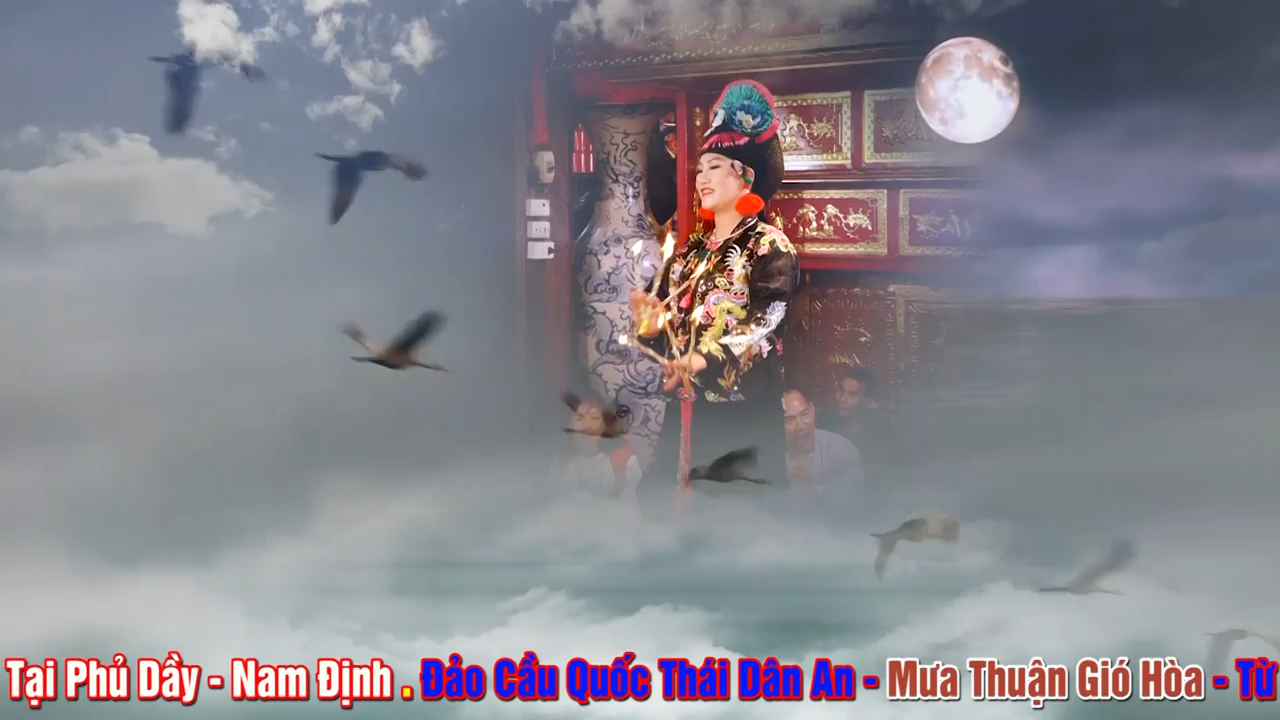 Tại Phủ Dầy - Nam Định . Đảo Cầu Quốc Thái Dân An - Mưa Thuận Gió Hòa - Từ